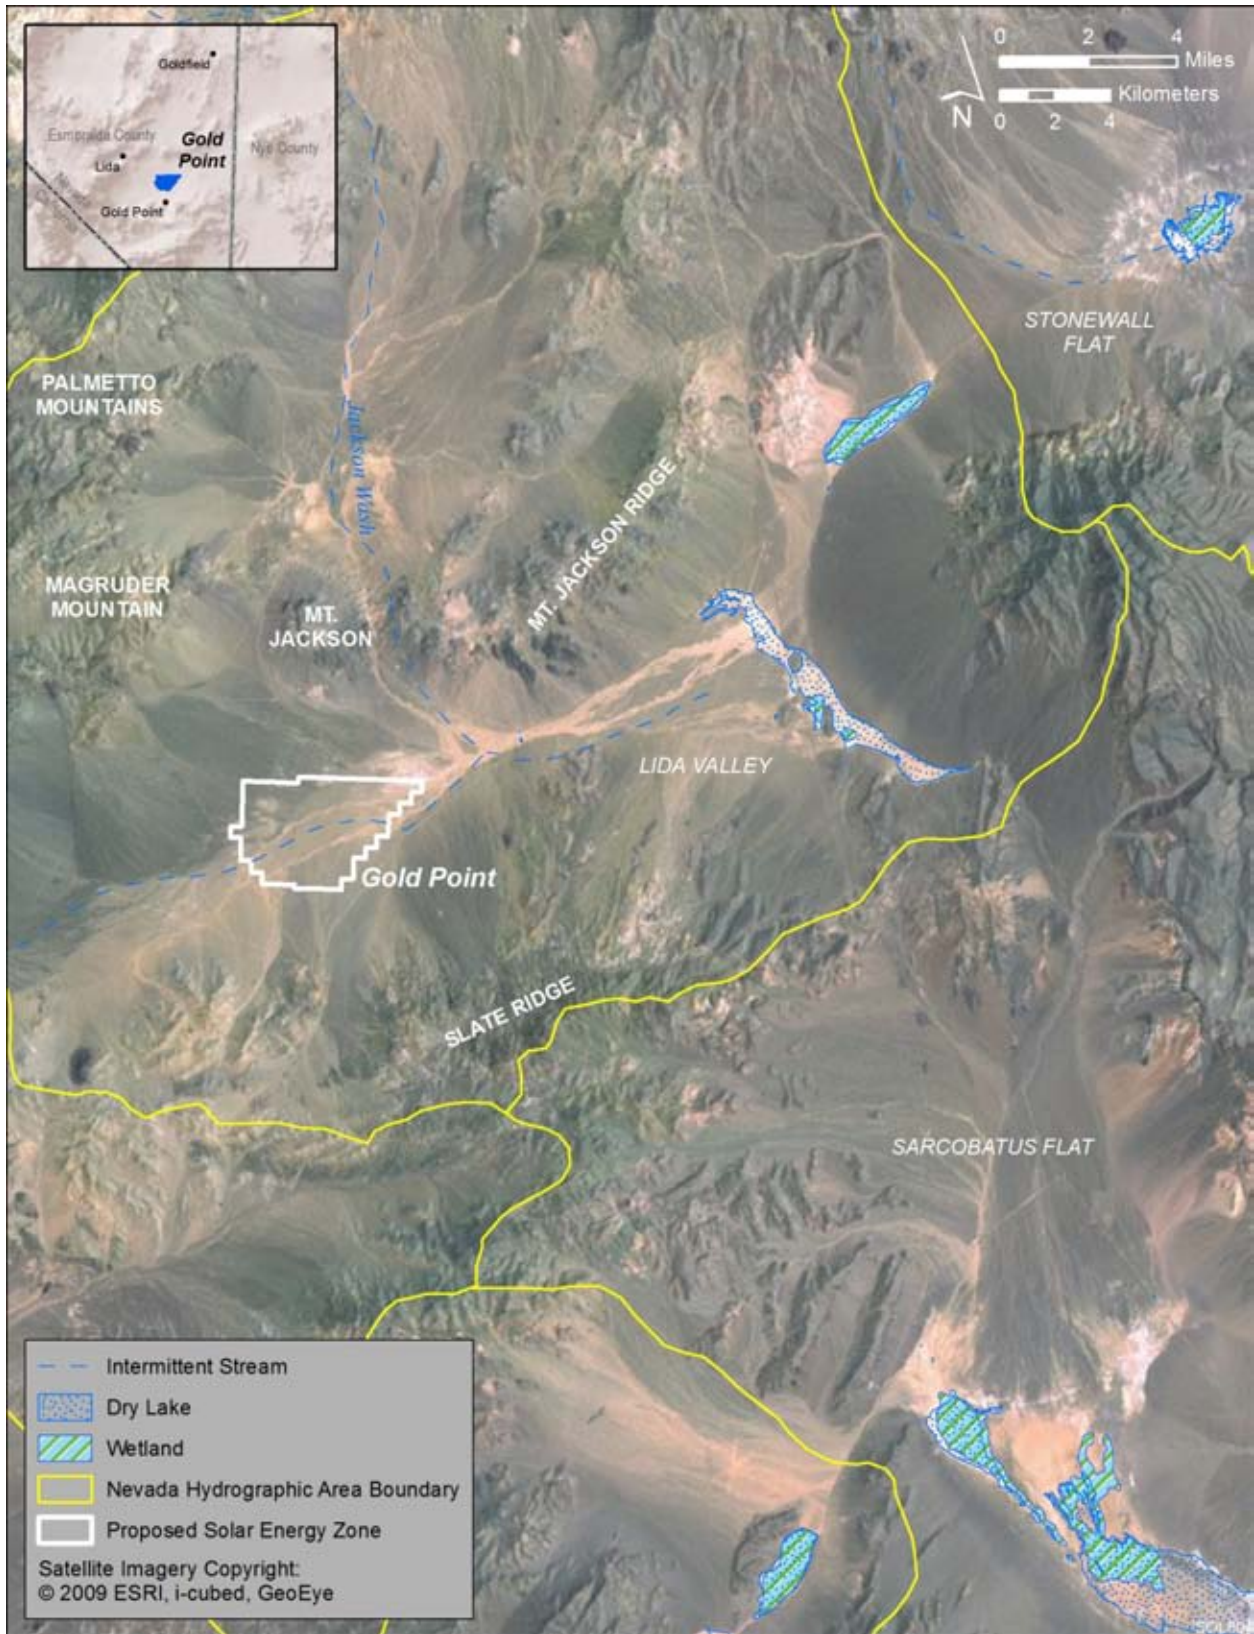 Goldfield
Esmeralda County
Gold
Point
Nye County
Lida
Gold Point
0 2 4
Miles
Kilometers
0 2 4
N
STONEWALL
FLAT
PALMETTO
MOUNTAINS
Jackson Wash
MT. JACKSON RIDGE
MAGRUDER
MOUNTAIN
MT.
JACKSON
LIDA VALLEY
Gold Point
SLATE RIDGE
SARCOBATUS FLAT
Intermittent Stream
Dry Lake
Wetland
Nevada Hydrographic Area Boundary
Proposed Solar Energy Zone
Satellite Imagery Copyright:
© 2009 ESRI, i-cubed, GeoEye